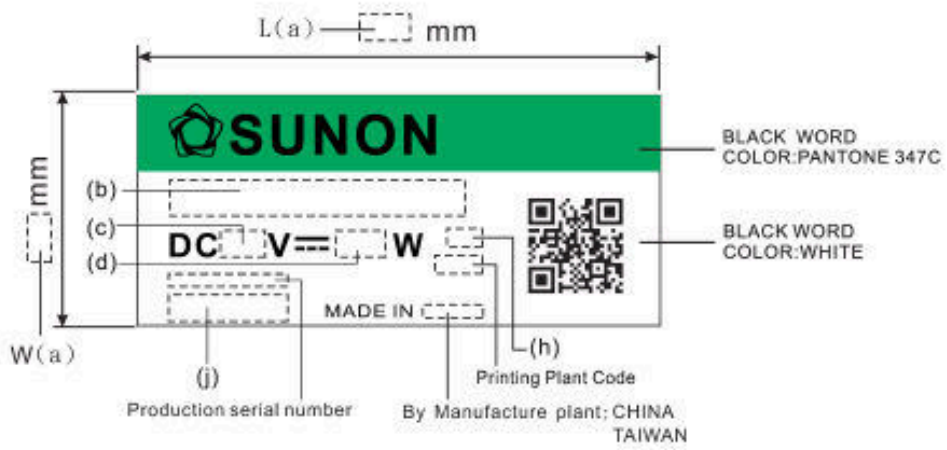 L(a) mm
SUNON
BLACK WORD
COLOR:PANTONE 347C
mm
(b)
(c)
DC V W
BLACK WORD
COLOR:WHITE
(d)
MADE IN
W(a)
(j)
(h)
Printing Plant Code
Production serial number
By Manufacture plant: CHINA
TAIWAN